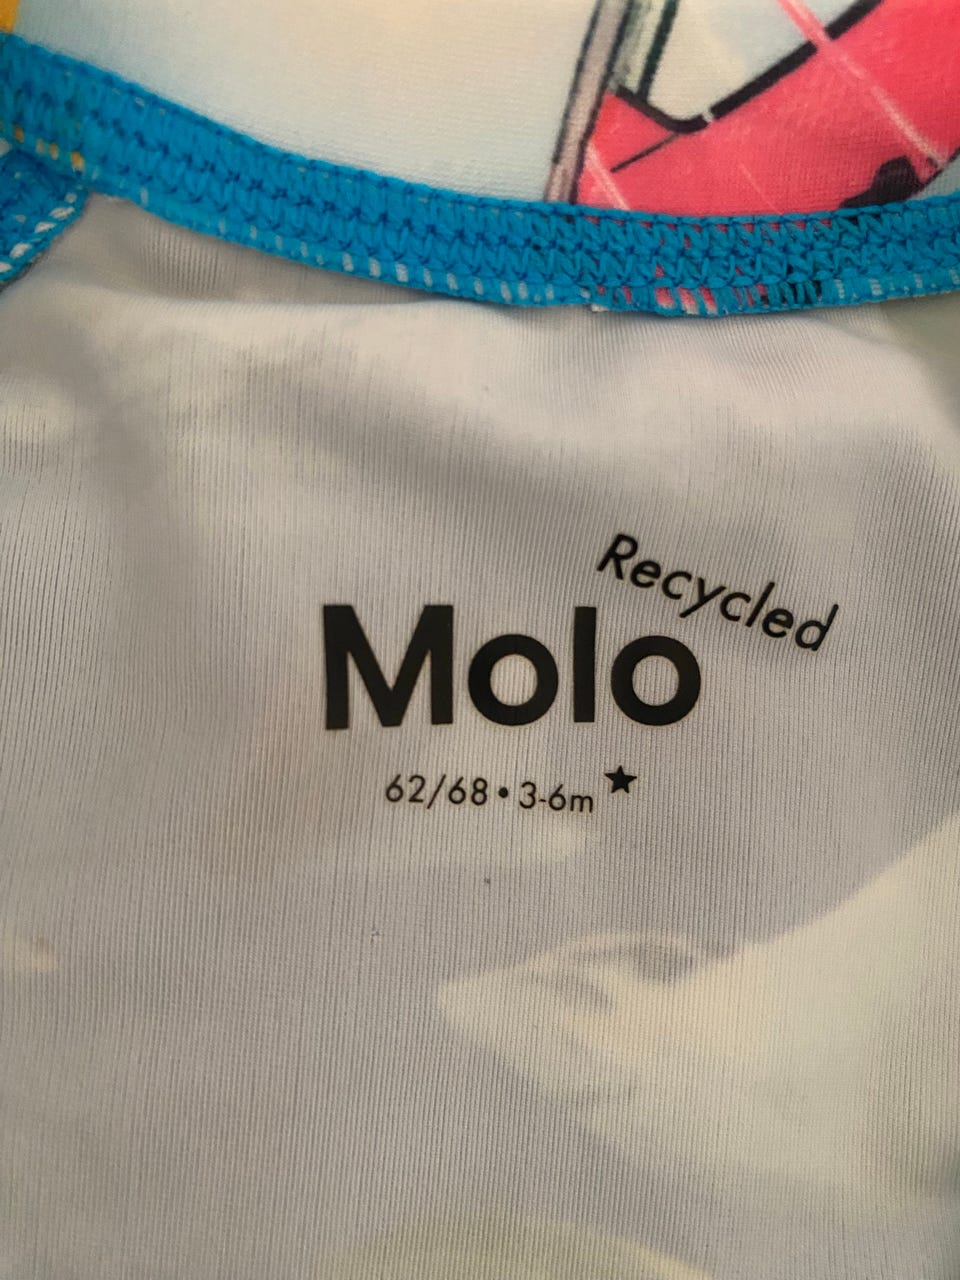 Recycled
Molo
62/68 • 3-6m ★